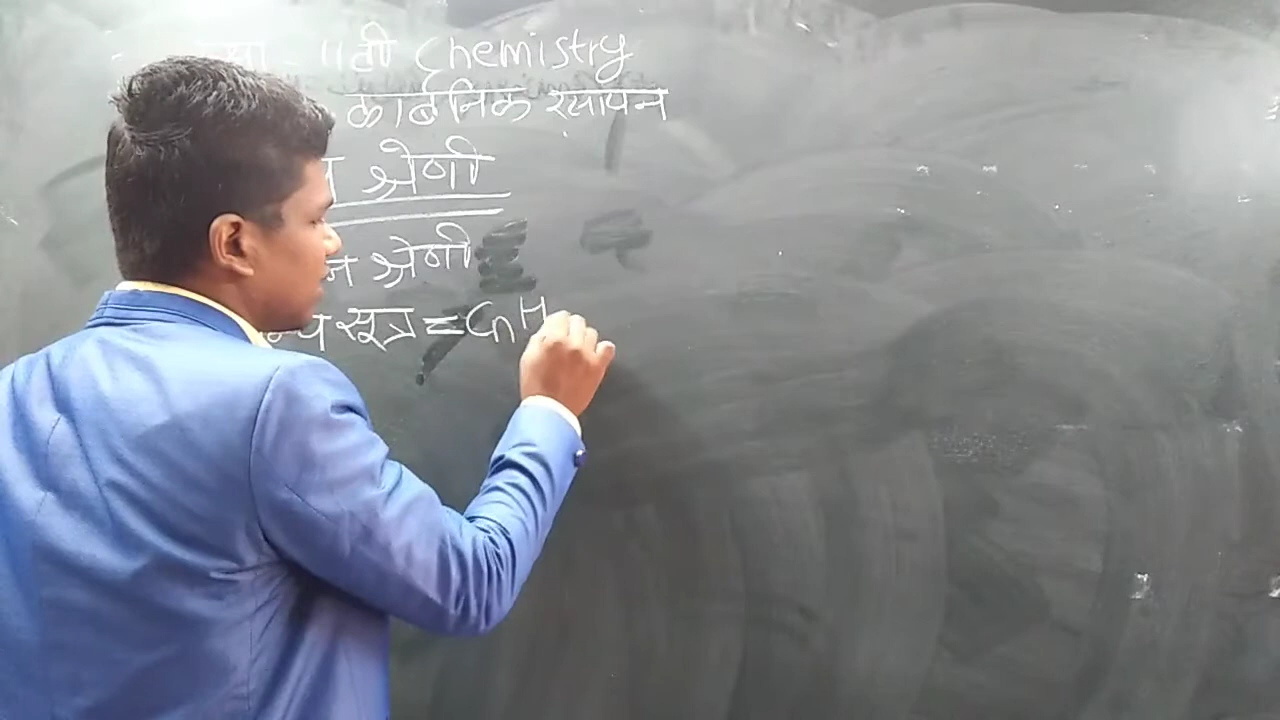 11वी Chemistry
कार्बनिक रसायन
श्रेणी
श्रेणी
सूत्र = CnH